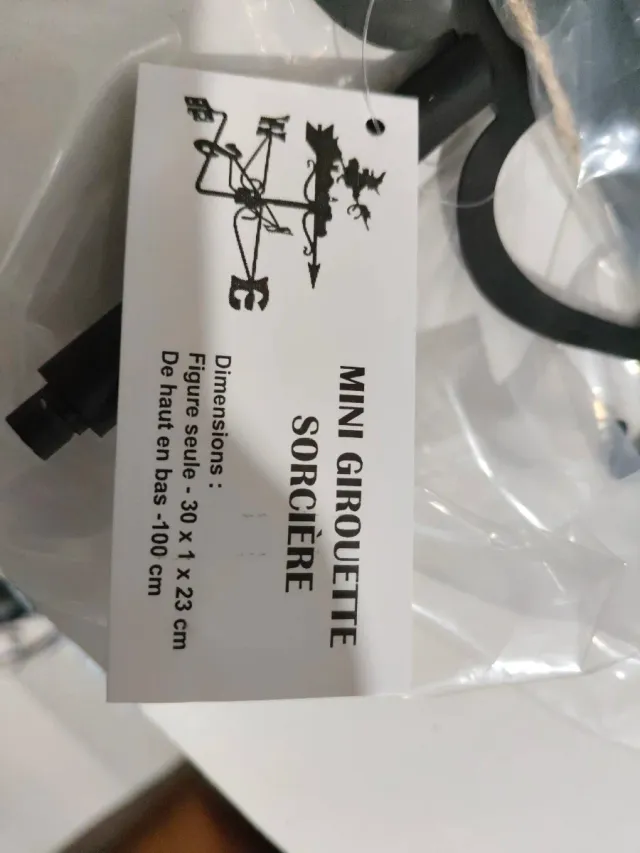 MINI GIROUETTE
SORCIÈRE
Dimensions :
Figure seule - 30 x 1 x 23 cm
De haut en bas -100 cm